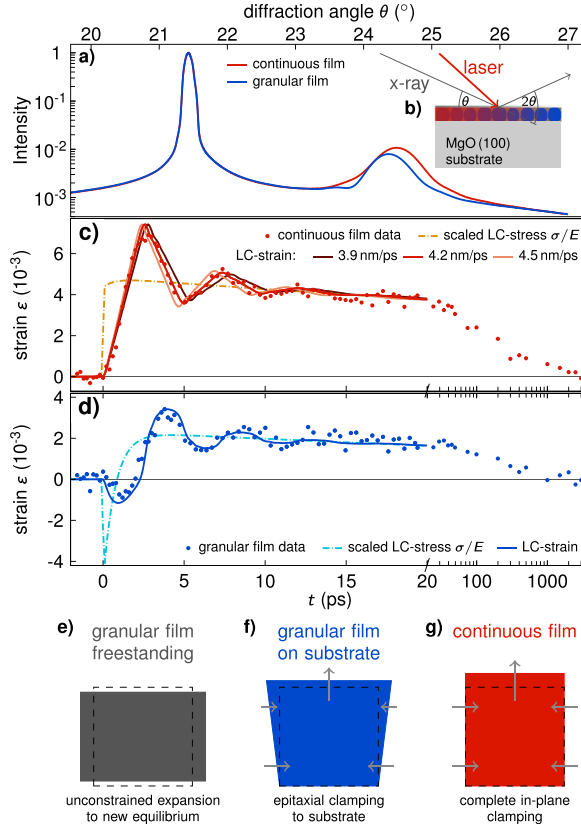 diffraction angle θ (°)
20 21 22 23 24 25 26 27
a)
continuous film
granular film
laser
x-ray
θ
2θ
b)
MgO (100)
substrate
Intensity
1
10⁻¹
10⁻²
10⁻³
c)
continuous film data
scaled LC-stress σ/E
LC-strain: 3.9 nm/ps 4.2 nm/ps 4.5 nm/ps
strain ε (10⁻³)
6
4
2
0
d)
strain ε (10⁻³)
4
2
0
-2
-4
granular film data scaled LC-stress σ/E LC-strain
0 5 10 15 20 100 1000
t (ps)
e)
granular film
freestanding
unconstrained expansion
to new equilibrium
f)
granular film
on substrate
epitaxial clamping
to substrate
g)
continuous film
complete in-plane
clamping